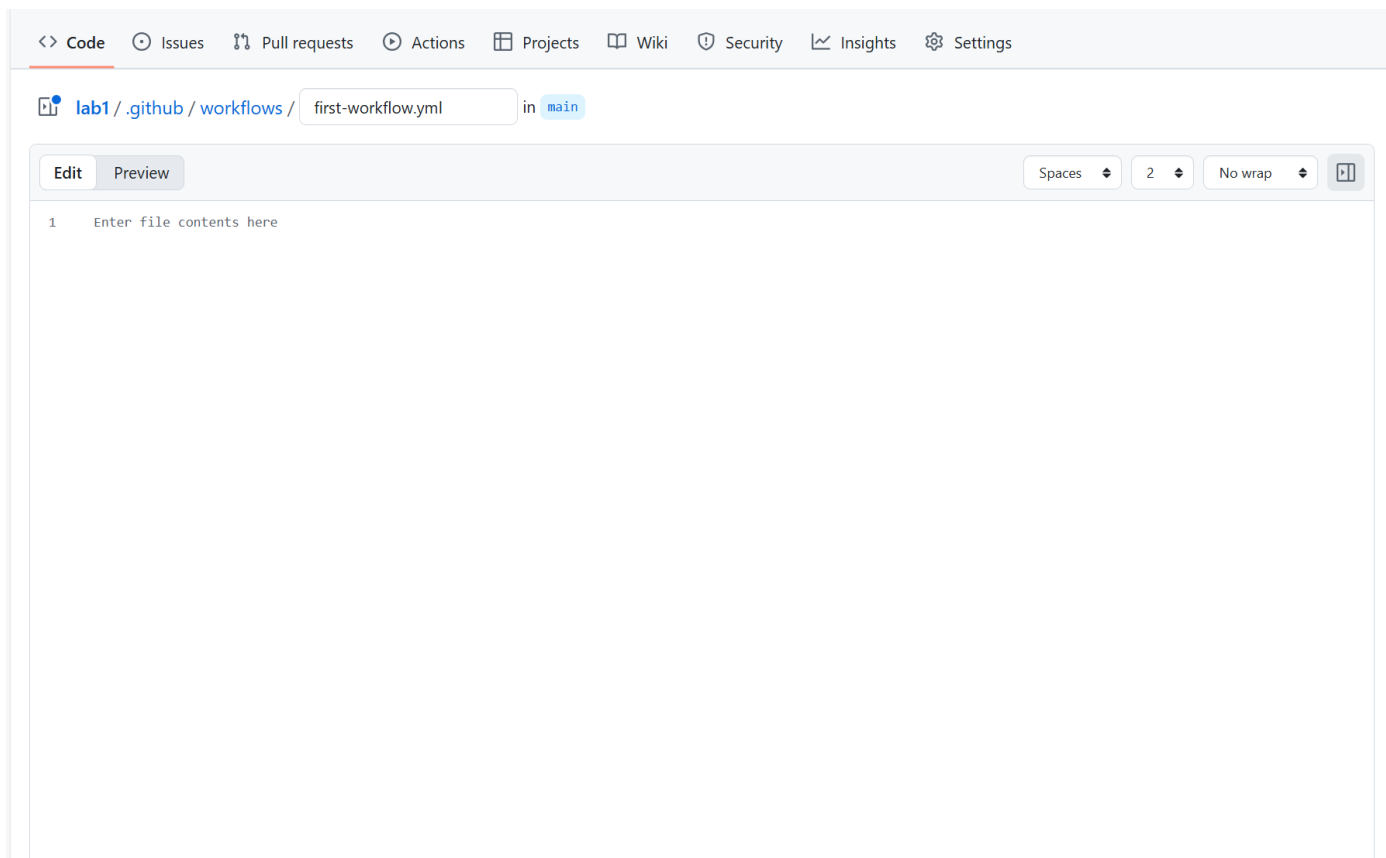 <> Code Issues Pull requests Actions Projects Wiki Security Insights Settings
lab1 / .github / workflows / first-workflow.yml in main
Edit Preview Spaces 2 No wrap
1 Enter file contents here